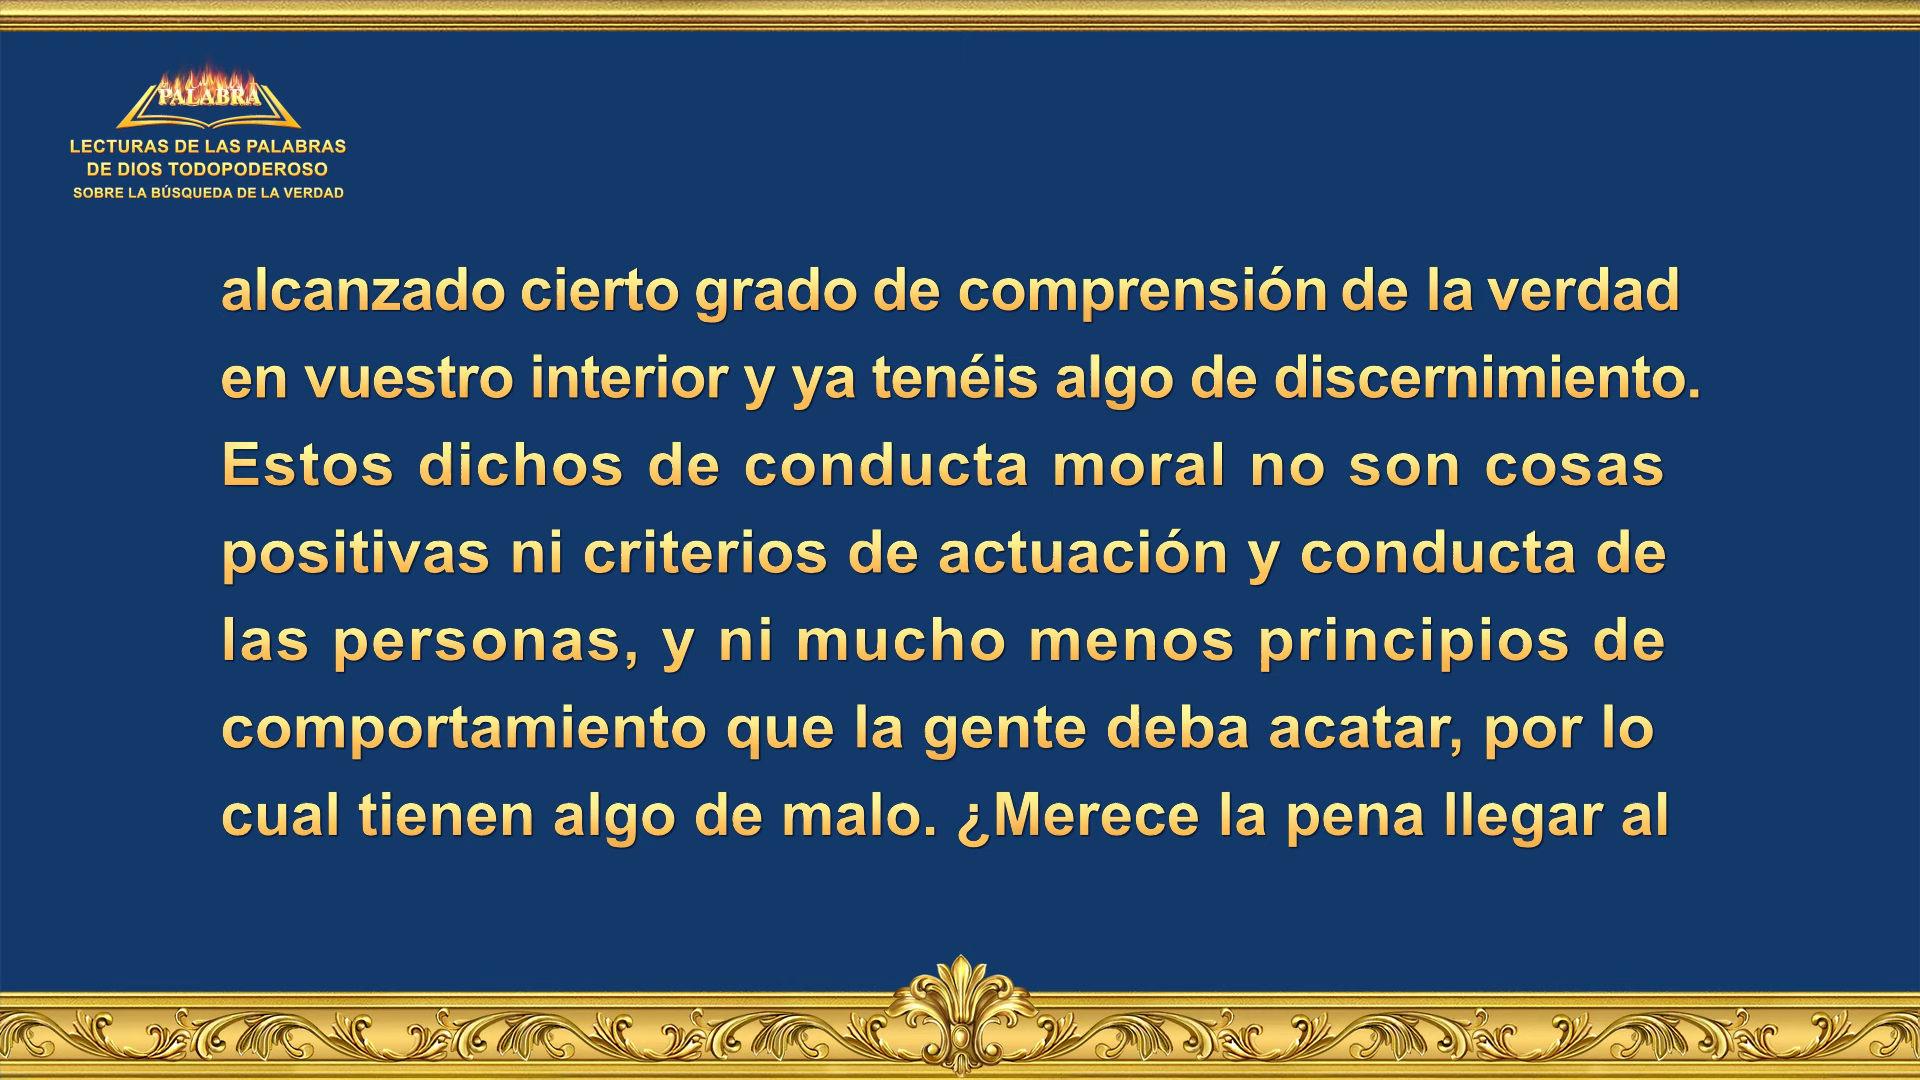 PALABRA
LECTURAS DE LAS PALABRAS
DE DIOS TODOPODEROSO
SOBRE LA BÚSQUEDA DE LA VERDAD
alcanzado cierto grado de comprensión de la verdad
en vuestro interior y ya tenéis algo de discernimiento.
Estos dichos de conducta moral no son cosas
positivas ni criterios de actuación y conducta de
las personas, y ni mucho menos principios de
comportamiento que la gente deba acatar, por lo
cual tienen algo de malo. ¿Merece la pena llegar al